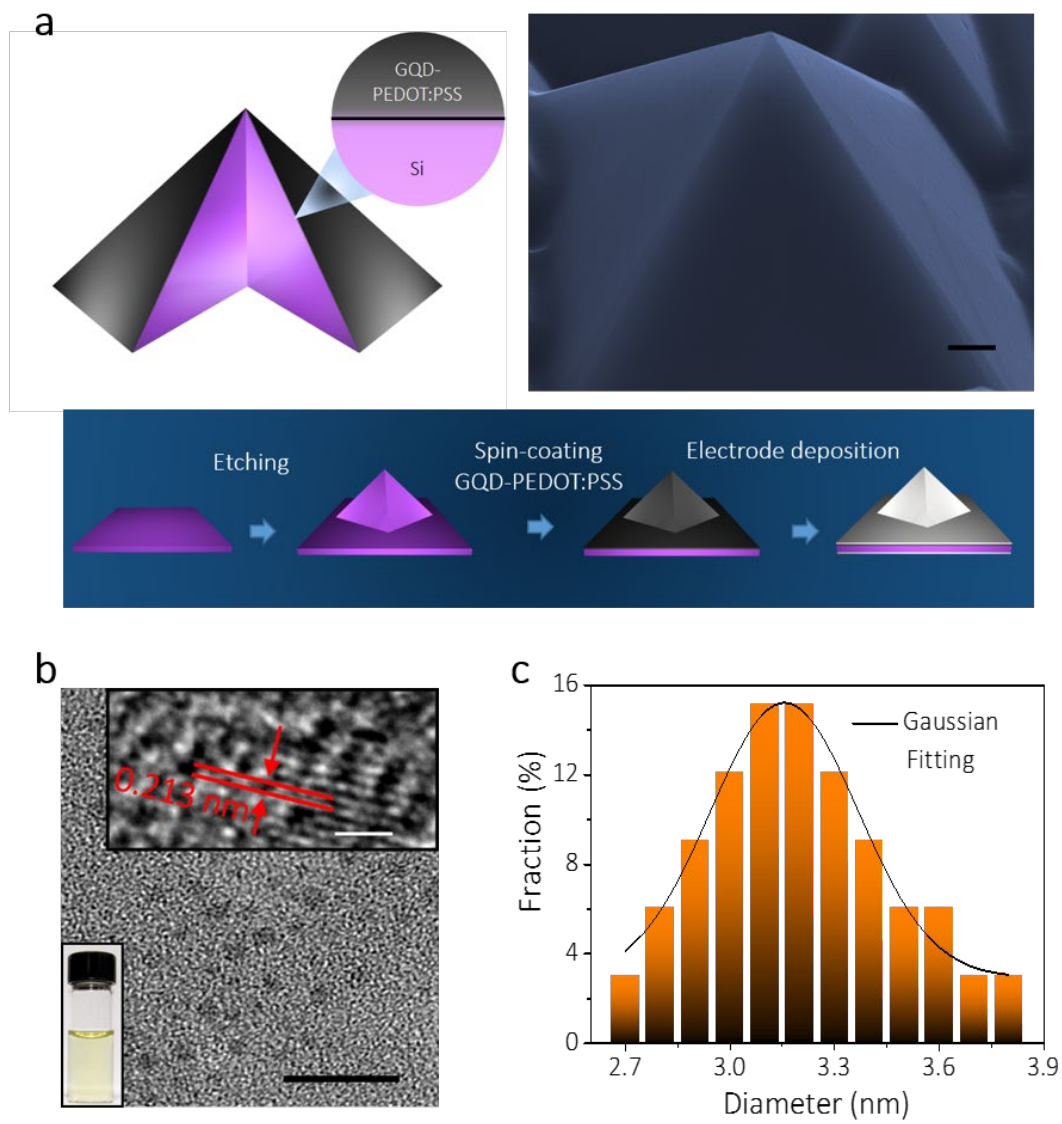 a
GQD-
PEDOT:PSS
Si
Etching
Spin-coating
GQD-PEDOT:PSS
Electrode deposition
b
0.213 nm
c
16
12
8
4
0
Fraction (%)
Gaussian
Fitting
2.7
3.0
3.3
3.6
3.9
Diameter (nm)